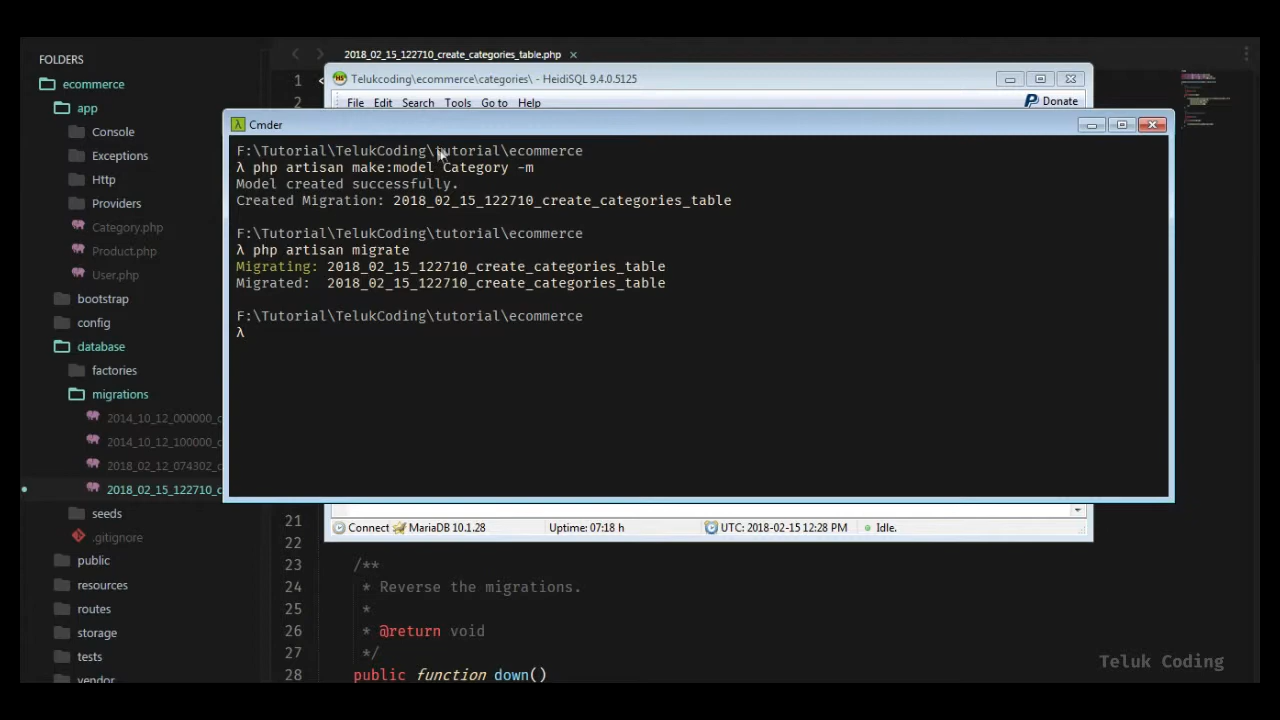 FOLDERS
ecommerce
app
Console
Exceptions
Http
Providers
Category.php
Product.php
User.php
bootstrap
config
database
factories
migrations
2014_10_12_000000_c
2014_10_12_100000_c
2018_02_12_074302_c
2018_02_15_122710_c
seeds
.gitignore
public
resources
routes
storage
tests
vendor
2018_02_15_122710_create_categories_table.php ×
1 <
2
Telukcoding\ecommerce\categories\ - HeidiSQL 9.4.0.5125
File Edit Search Tools Go to Help
Donate
Cmder
F:\Tutorial\TelukCoding\tutorial\ecommerce
λ php artisan make:model Category -m
Model created successfully.
Created Migration: 2018_02_15_122710_create_categories_table
F:\Tutorial\TelukCoding\tutorial\ecommerce
λ php artisan migrate
Migrating: 2018_02_15_122710_create_categories_table
Migrated:  2018_02_15_122710_create_categories_table
F:\Tutorial\TelukCoding\tutorial\ecommerce
λ
Connect MariaDB 10.1.28 Uptime: 07:18 h UTC: 2018-02-15 12:28 PM Idle.
21
22
23 /**
24 * Reverse the migrations.
25 *
26 * @return void
27 */
28 public function down()
Teluk Coding